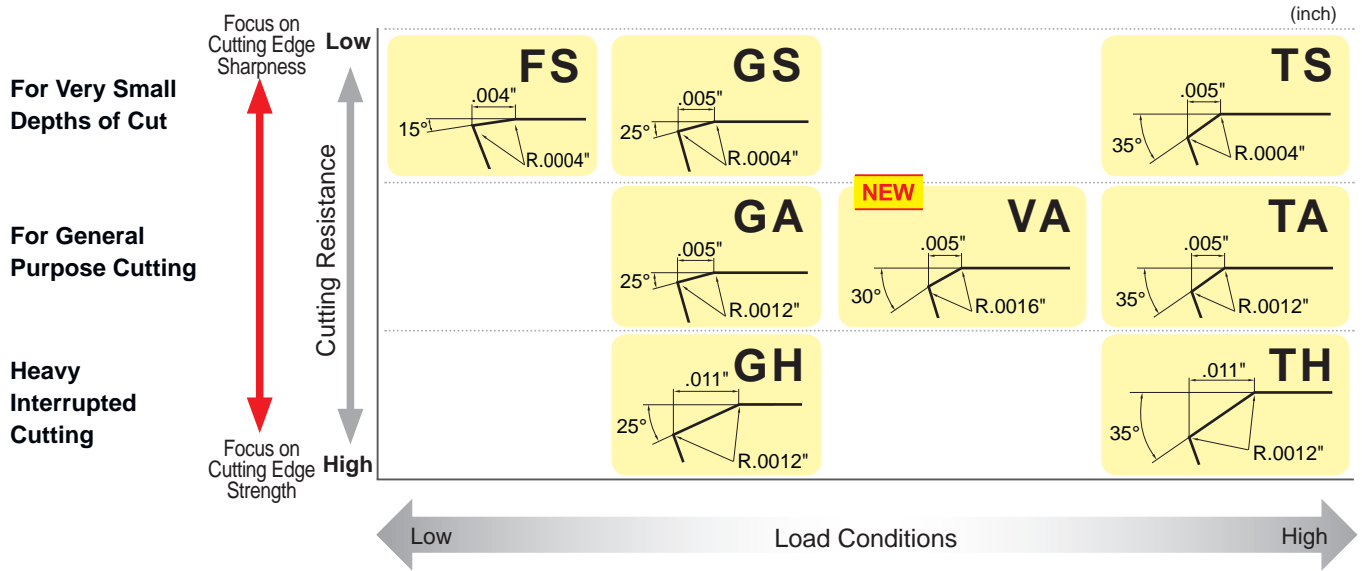 (inch)
Focus on
Cutting Edge
Sharpness
Low
For Very Small
Depths of Cut
FS
.004"
15°
R.0004"
GS
.005"
25°
R.0004"
TS
.005"
35°
R.0004"
Cutting Resistance
For General
Purpose Cutting
GA
.005"
25°
R.0012"
NEW
VA
.005"
30°
R.0016"
TA
.005"
35°
R.0012"
Heavy
Interrupted
Cutting
GH
.011"
25°
R.0012"
TH
.011"
35°
R.0012"
Focus on
Cutting Edge
Strength
High
Low
Load Conditions
High